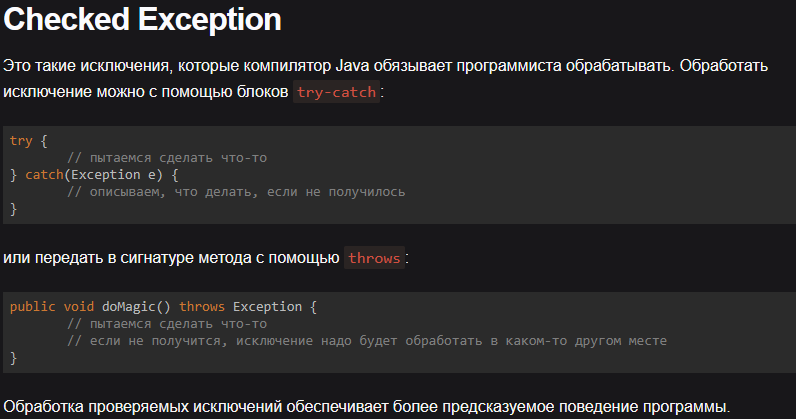 Checked Exception
Это такие исключения, которые компилятор Java обязывает программиста обрабатывать. Обработать
исключение можно с помощью блоков try-catch:
try {
// пытаемся сделать что-то
} catch(Exception e) {
// описываем, что делать, если не получилось
}
или передать в сигнатуре метода с помощью throws:
public void doMagic() throws Exception {
// пытаемся сделать что-то
// если не получится, исключение надо будет обработать в каком-то другом месте
}
Обработка проверяемых исключений обеспечивает более предсказуемое поведение программы.